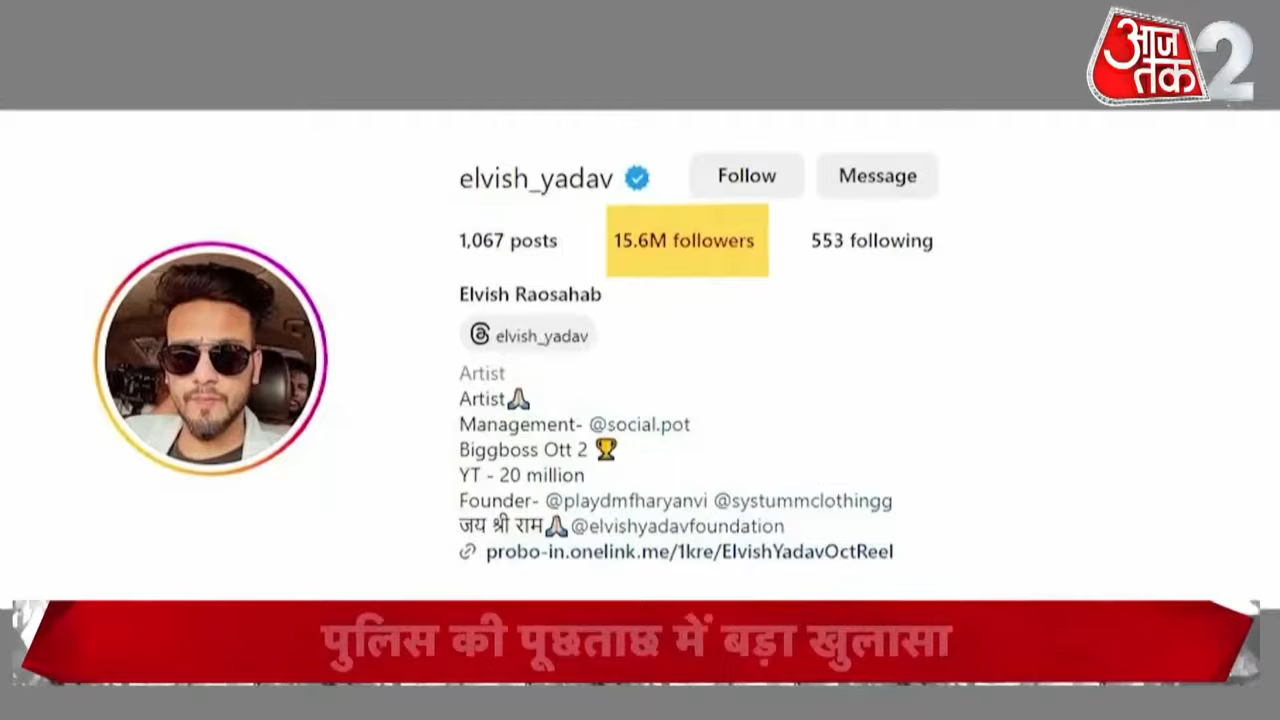 आज तक 2
elvish_yadav Follow Message
1,067 posts 15.6M followers 553 following
Elvish Raosahab
elvish_yadav
Artist
Artist🙏
Management- @social.pot
Biggboss Ott 2 🏆
YT - 20 million
Founder- @playdmfharyanvi @systummclothingg
जय श्री राम🙏@elvishyadavfoundation
probo-in.onelink.me/1kre/ElvishYadavOctReel
पुलिस की पूछताछ में बड़ा खुलासा